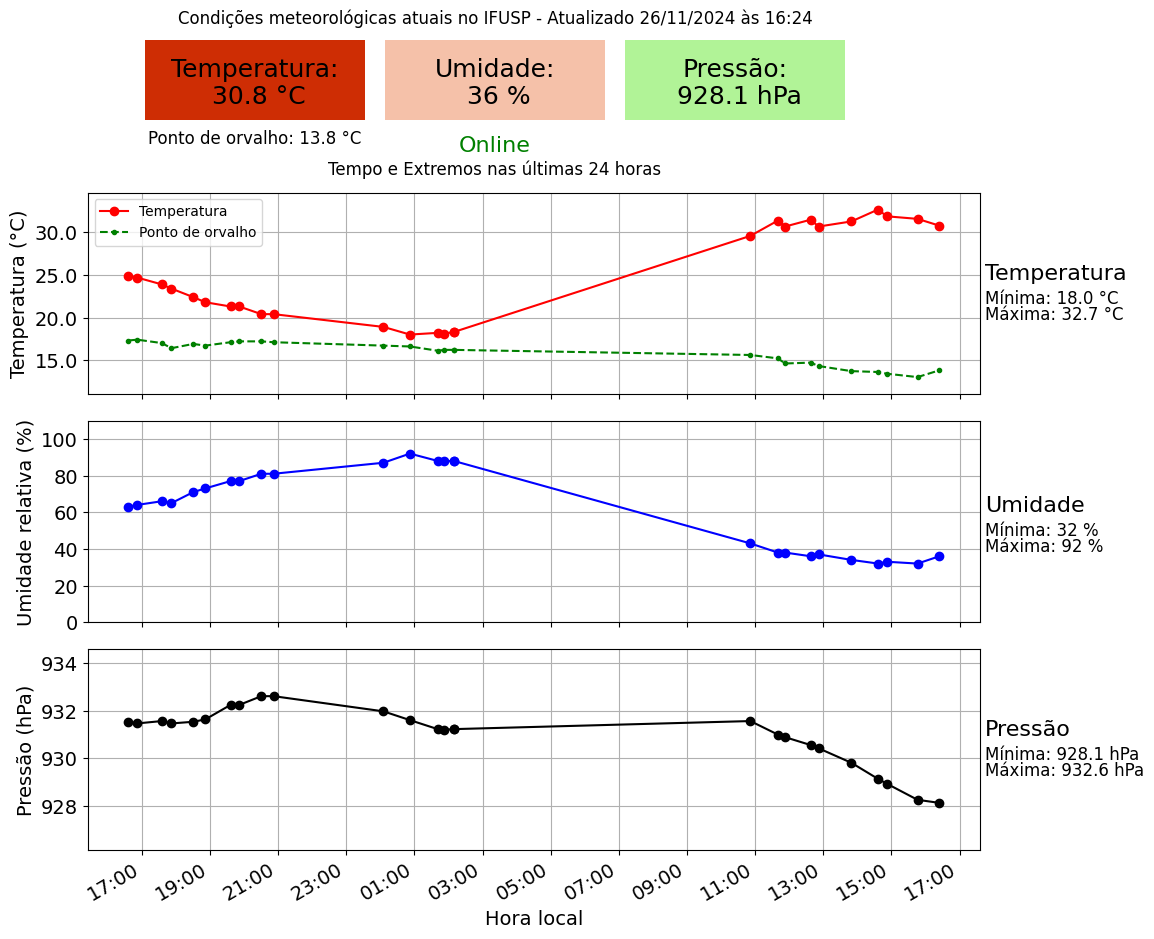 Condições meteorológicas atuais no IFUSP - Atualizado 26/11/2024 às 16:24
Temperatura:
30.8 °C
Umidade:
36 %
Pressão:
928.1 hPa
Ponto de orvalho: 13.8 °C
Online
Tempo e Extremos nas últimas 24 horas
Temperatura (°C)
30.0
25.0
20.0
15.0
Temperatura
Ponto de orvalho
Temperatura
Mínima: 18.0 °C
Máxima: 32.7 °C
Umidade relativa (%)
100
80
60
40
20
0
Umidade
Mínima: 32 %
Máxima: 92 %
Pressão (hPa)
934
932
930
928
Pressão
Mínima: 928.1 hPa
Máxima: 932.6 hPa
17:00 19:00 21:00 23:00 01:00 03:00 05:00 07:00 09:00 11:00 13:00 15:00 17:00
Hora local